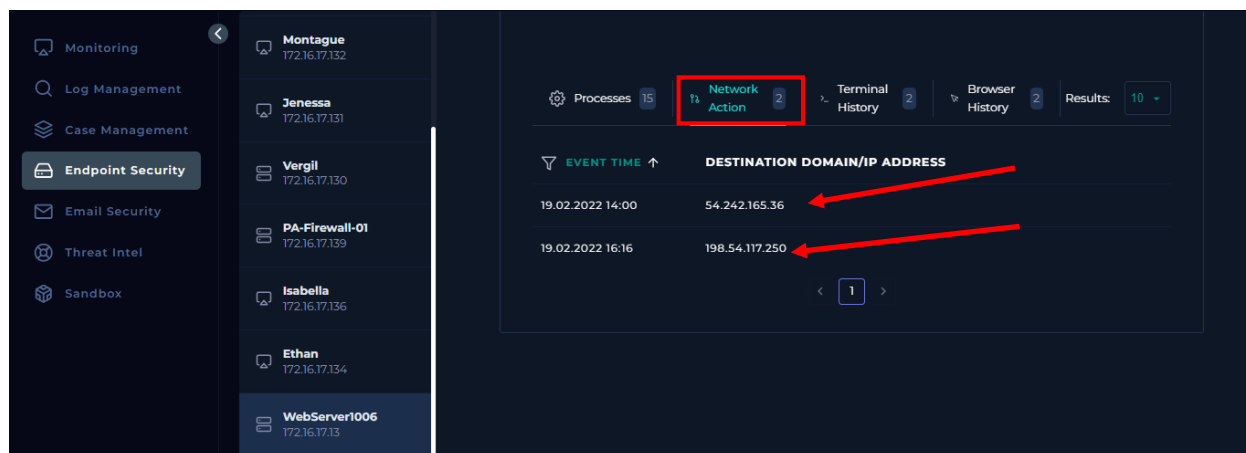 Monitoring
Log Management
Case Management
Endpoint Security
Email Security
Threat Intel
Sandbox
Montague
172.16.17.132
Jenessa
172.16.17.131
Vergil
172.16.17.130
PA-Firewall-01
172.16.17.139
Isabella
172.16.17.136
Ethan
172.16.17.134
WebServer1006
172.16.17.13
Processes 15
Network Action 2
Terminal History 2
Browser History 2
Results: 10
EVENT TIME DESTINATION DOMAIN/IP ADDRESS
19.02.2022 14:00 54.242.165.36
19.02.2022 16:16 198.54.117.250
1